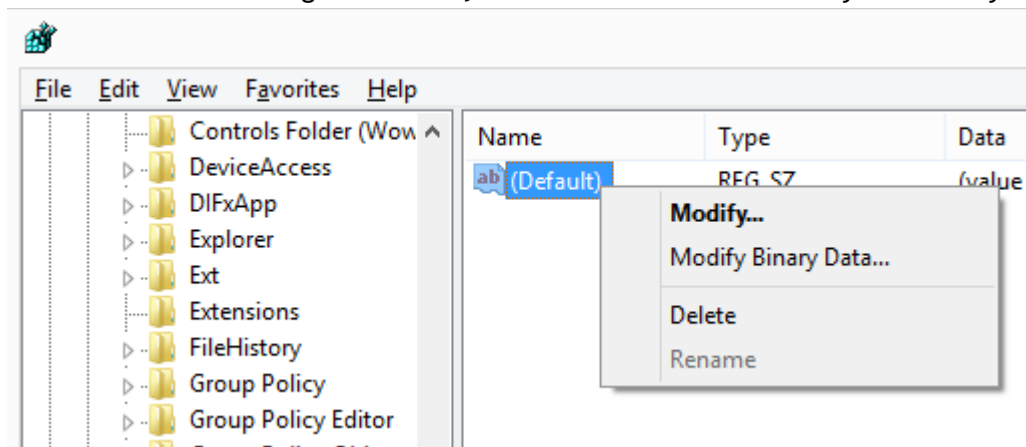 File Edit View Favorites Help
Controls Folder (Wow
DeviceAccess
DIFxApp
Explorer
Ext
Extensions
FileHistory
Group Policy
Group Policy Editor
Name Type Data
ab (Default) REG_SZ (value
Modify...
Modify Binary Data...
Delete
Rename